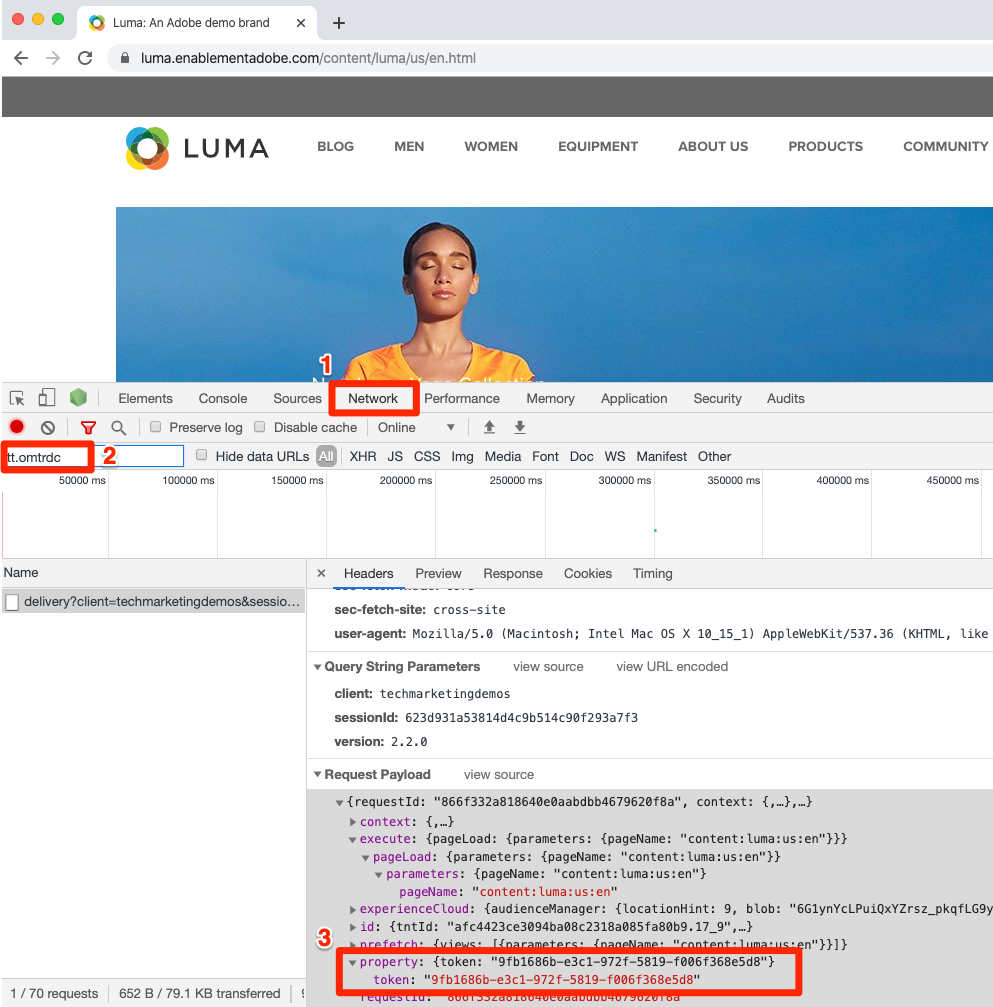 Luma: An Adobe demo brand
luma.enablementadobe.com/content/luma/us/en.html
LUMA BLOG MEN WOMEN EQUIPMENT ABOUT US PRODUCTS COMMUNITY
1
Elements Console Sources Network Performance Memory Application Security Audits
Preserve log Disable cache Online
tt.omtrdc 2 Hide data URLs All XHR JS CSS Img Media Font Doc WS Manifest Other
50000 ms 100000 ms 150000 ms 200000 ms 250000 ms 300000 ms 350000 ms 400000 ms 450000 ms
Name
Headers Preview Response Cookies Timing
delivery?client=techmarketingdemos&sessio…
sec-fetch-site: cross-site
user-agent: Mozilla/5.0 (Macintosh; Intel Mac OS X 10_15_1) AppleWebKit/537.36 (KHTML, like
Query String Parameters view source view URL encoded
client: techmarketingdemos
sessionId: 623d931a53814d4c9b514c90f293a7f3
version: 2.2.0
Request Payload view source
{requestId: "866f332a818640e0aabdbb4679620f8a", context: {,…},…}
context: {,…}
execute: {pageLoad: {parameters: {pageName: "content:luma:us:en"}}}
pageLoad: {parameters: {pageName: "content:luma:us:en"}}
parameters: {pageName: "content:luma:us:en"}
pageName: "content:luma:us:en"
experienceCloud: {audienceManager: {locationHint: 9, blob: "6G1ynYcLPuiQxYZrsz_pkqfLG9y
id: {tntId: "afc4423ce3094ba08c2318a085fa80b9.17_9",…}
3
prefetch: {views: [{parameters: {pageName: "content:luma:us:en"}}]}
property: {token: "9fb1686b-e3c1-972f-5819-f006f368e5d8"}
token: "9fb1686b-e3c1-972f-5819-f006f368e5d8"
requestId: "866f332a818640e0aabdbb4679620f8a"
1 / 70 requests 652 B / 79.1 KB transferred